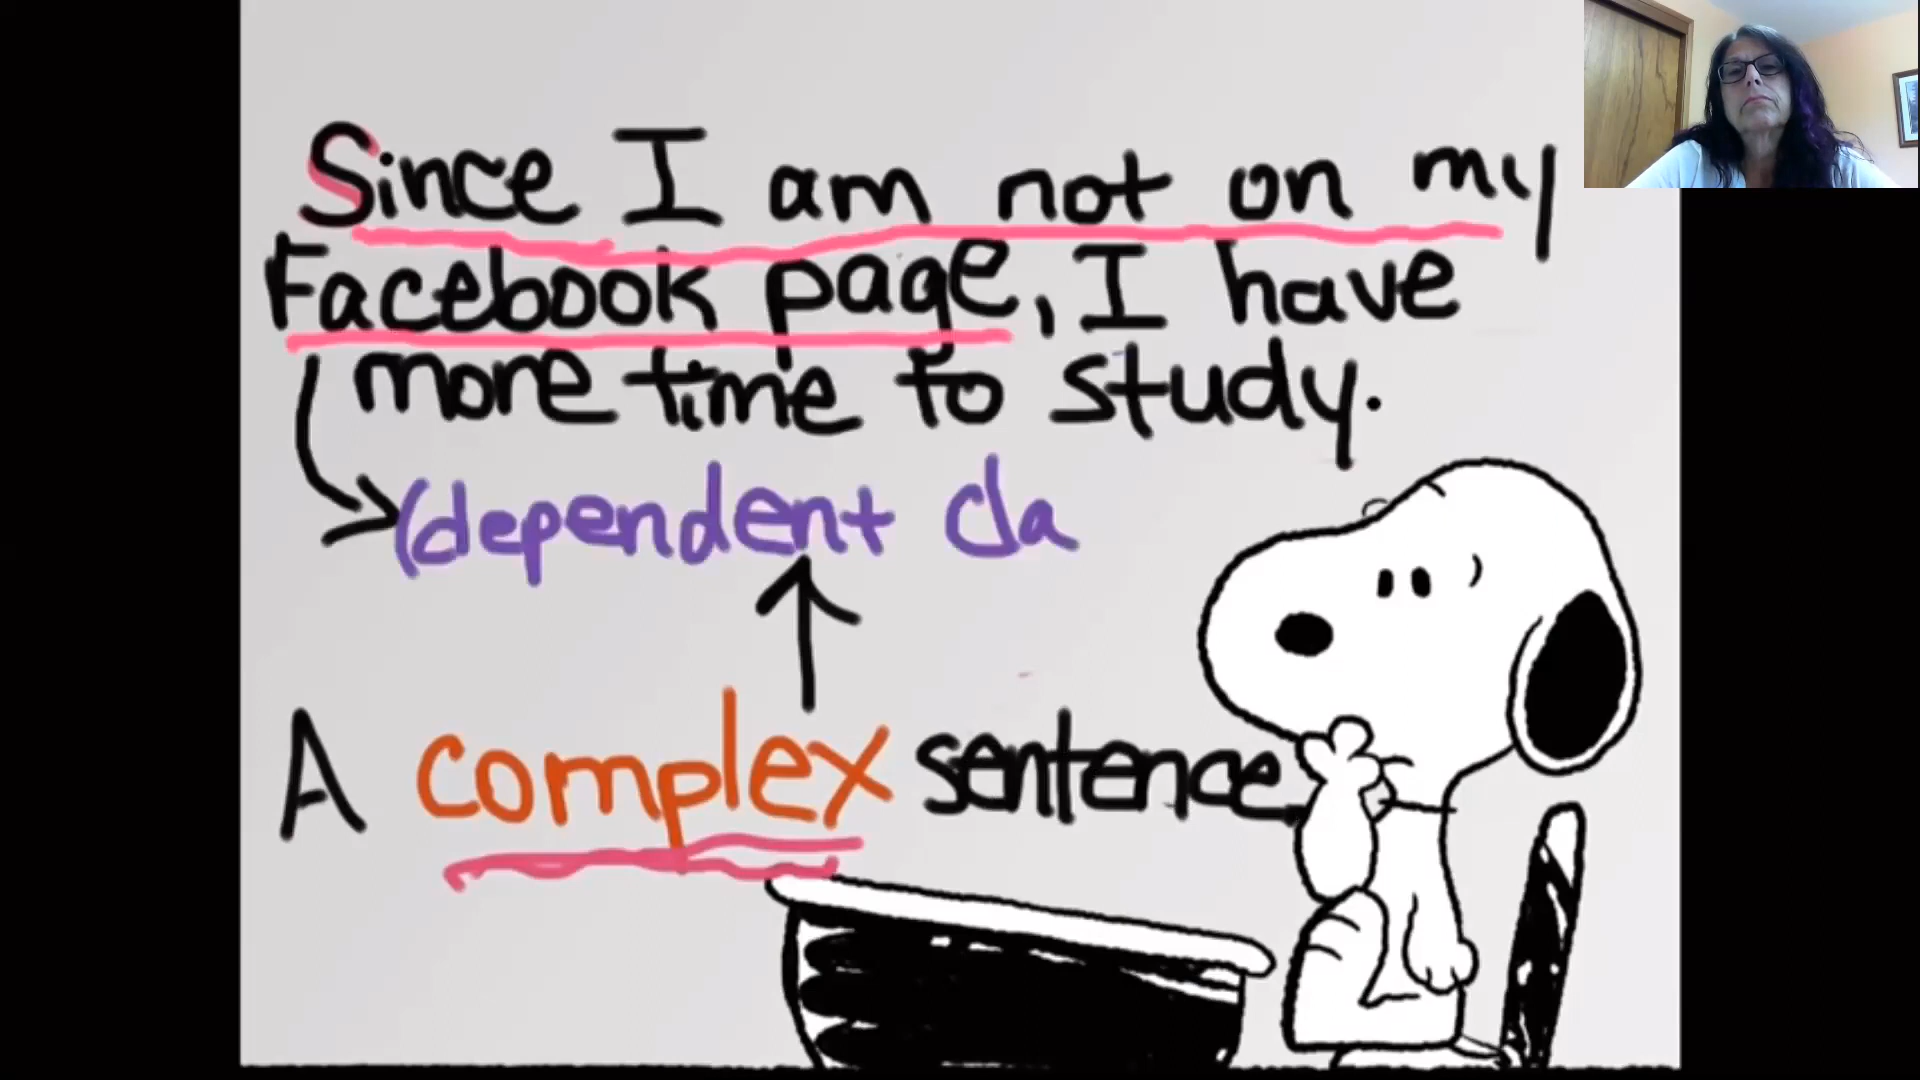 Since I am not on my
Facebook page, I have
more time to study.
(dependent cla
A complex sentence